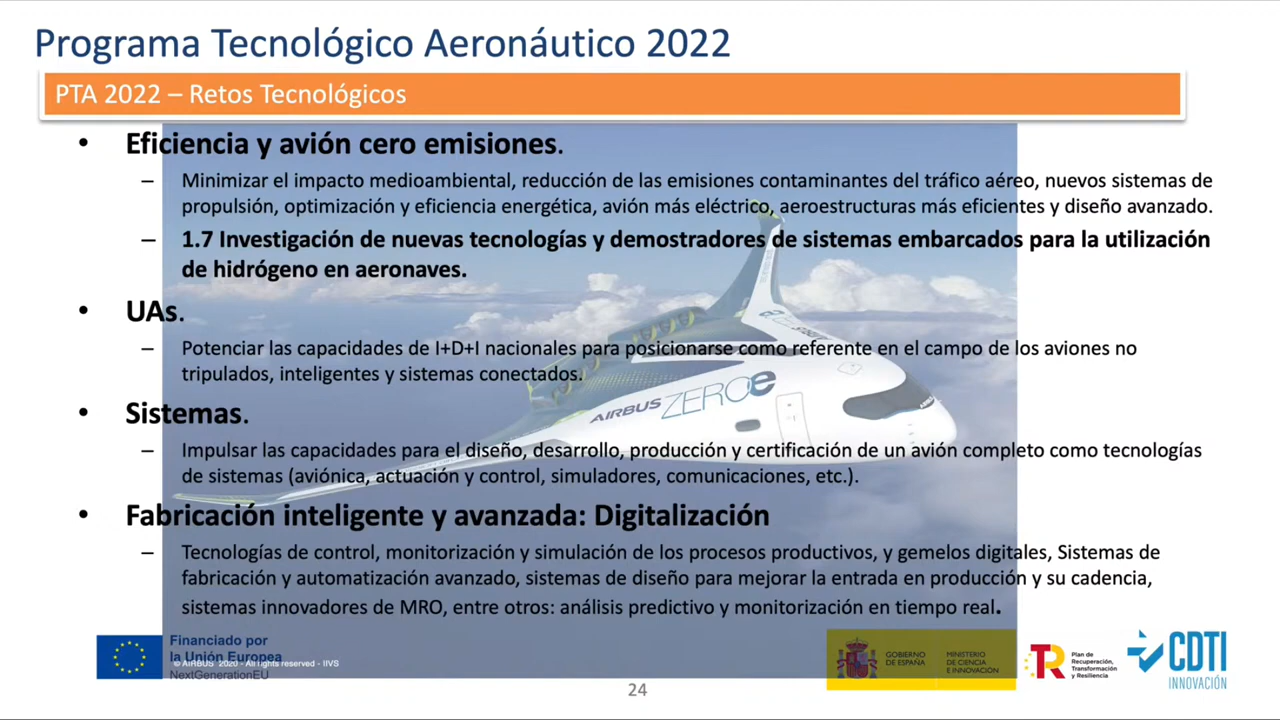 Programa Tecnológico Aeronáutico 2022
PTA 2022 – Retos Tecnológicos
• Eficiencia y avión cero emisiones.
– Minimizar el impacto medioambiental, reducción de las emisiones contaminantes del tráfico aéreo, nuevos sistemas de
propulsión, optimización y eficiencia energética, avión más eléctrico, aeroestructuras más eficientes y diseño avanzado.
– 1.7 Investigación de nuevas tecnologías y demostradores de sistemas embarcados para la utilización
de hidrógeno en aeronaves.
• UAs.
– Potenciar las capacidades de I+D+I nacionales para posicionarse como referente en el campo de los aviones no
tripulados, inteligentes y sistemas conectados.
AIRBUS ZEROe
• Sistemas.
– Impulsar las capacidades para el diseño, desarrollo, producción y certificación de un avión completo como tecnologías
de sistemas (aviónica, actuación y control, simuladores, comunicaciones, etc.).
• Fabricación inteligente y avanzada: Digitalización
– Tecnologías de control, monitorización y simulación de los procesos productivos, y gemelos digitales, Sistemas de
fabricación y automatización avanzado, sistemas de diseño para mejorar la entrada en producción y su cadencia,
sistemas innovadores de MRO, entre otros: análisis predictivo y monitorización en tiempo real.
Financiado por
la Unión Europea
NextGenerationEU
© AIRBUS 2020 - All rights reserved - IIVS
GOBIERNO
DE ESPAÑA
MINISTERIO
DE CIENCIA
E INNOVACIÓN
TR
Plan de
Recuperación,
Transformación
y Resiliencia
CDTI
INNOVACIÓN
24